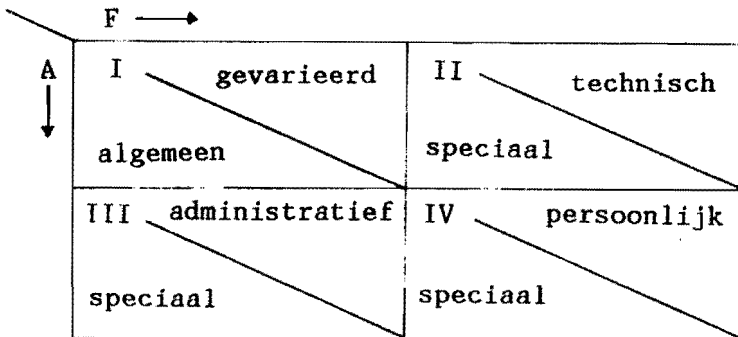 F
A I gevarieerd II technisch
algemeen speciaal
III administratief IV persoonlijk
speciaal speciaal